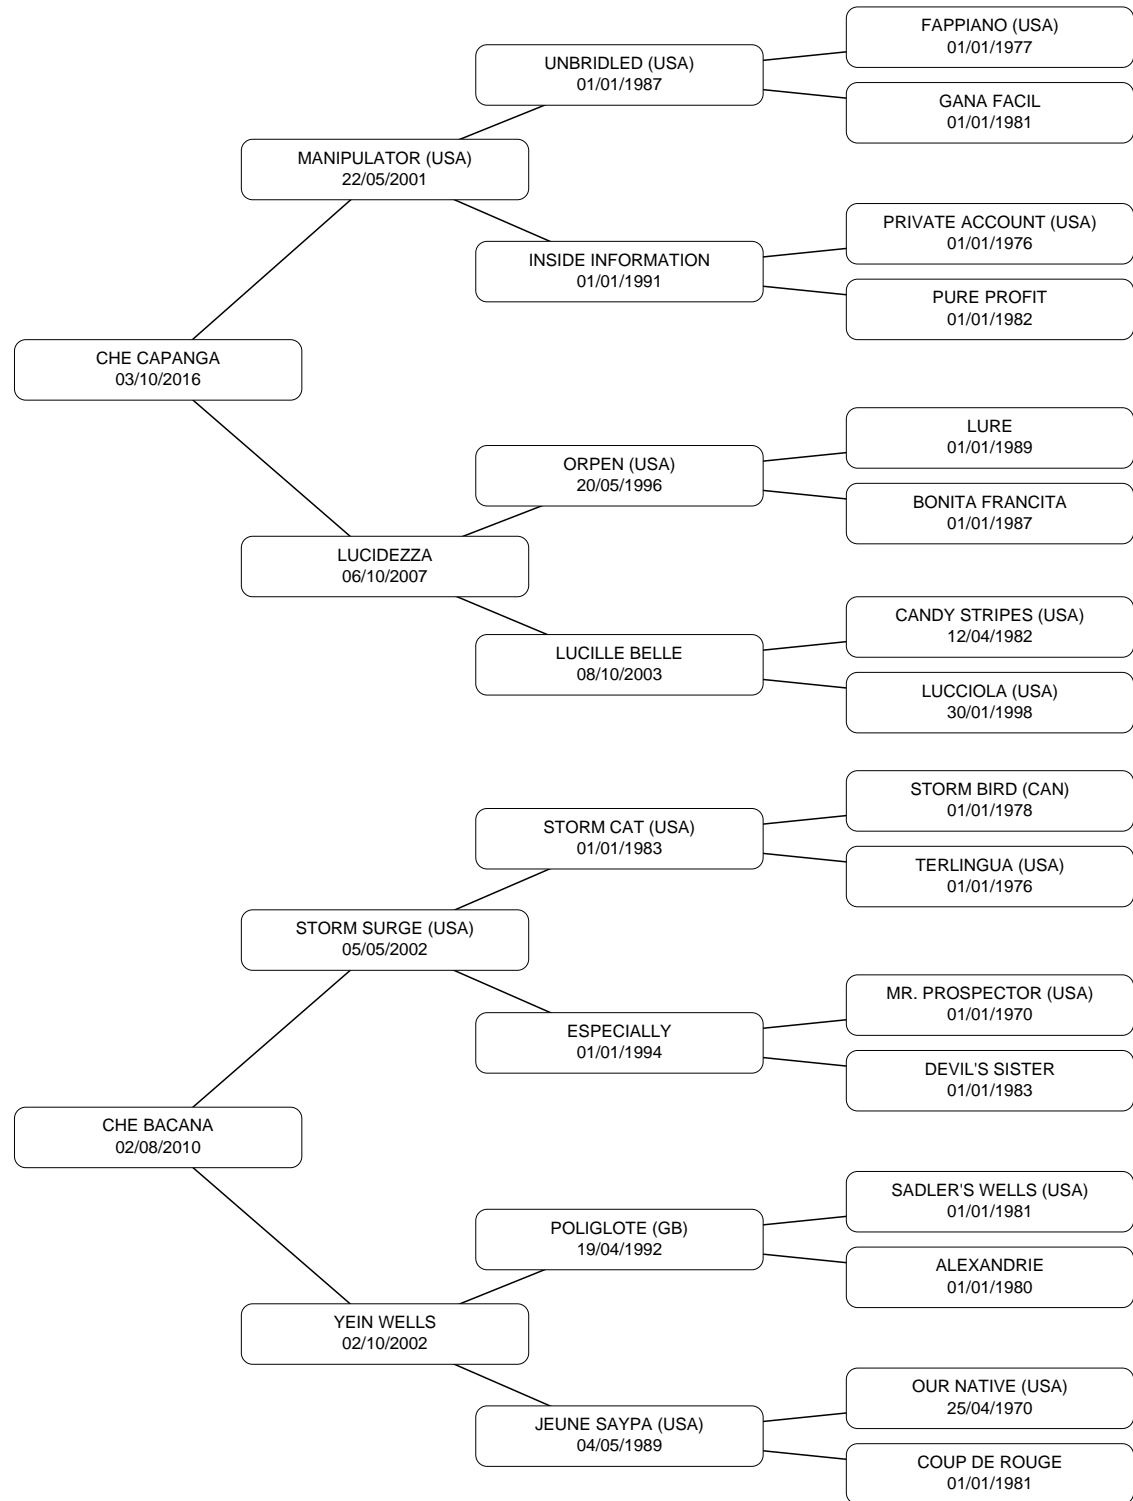 FAPPIANO (USA)
01/01/1977
UNBRIDLED (USA)
01/01/1987
GANA FACIL
01/01/1981
MANIPULATOR (USA)
22/05/2001
PRIVATE ACCOUNT (USA)
01/01/1976
INSIDE INFORMATION
01/01/1991
PURE PROFIT
01/01/1982
CHE CAPANGA
03/10/2016
LURE
01/01/1989
ORPEN (USA)
20/05/1996
BONITA FRANCITA
01/01/1987
LUCIDEZZA
06/10/2007
CANDY STRIPES (USA)
12/04/1982
LUCILLE BELLE
08/10/2003
LUCCIOLA (USA)
30/01/1998
STORM BIRD (CAN)
01/01/1978
STORM CAT (USA)
01/01/1983
TERLINGUA (USA)
01/01/1976
STORM SURGE (USA)
05/05/2002
MR. PROSPECTOR (USA)
01/01/1970
ESPECIALLY
01/01/1994
DEVIL'S SISTER
01/01/1983
CHE BACANA
02/08/2010
SADLER'S WELLS (USA)
01/01/1981
POLIGLOTE (GB)
19/04/1992
ALEXANDRIE
01/01/1980
YEIN WELLS
02/10/2002
OUR NATIVE (USA)
25/04/1970
JEUNE SAYPA (USA)
04/05/1989
COUP DE ROUGE
01/01/1981